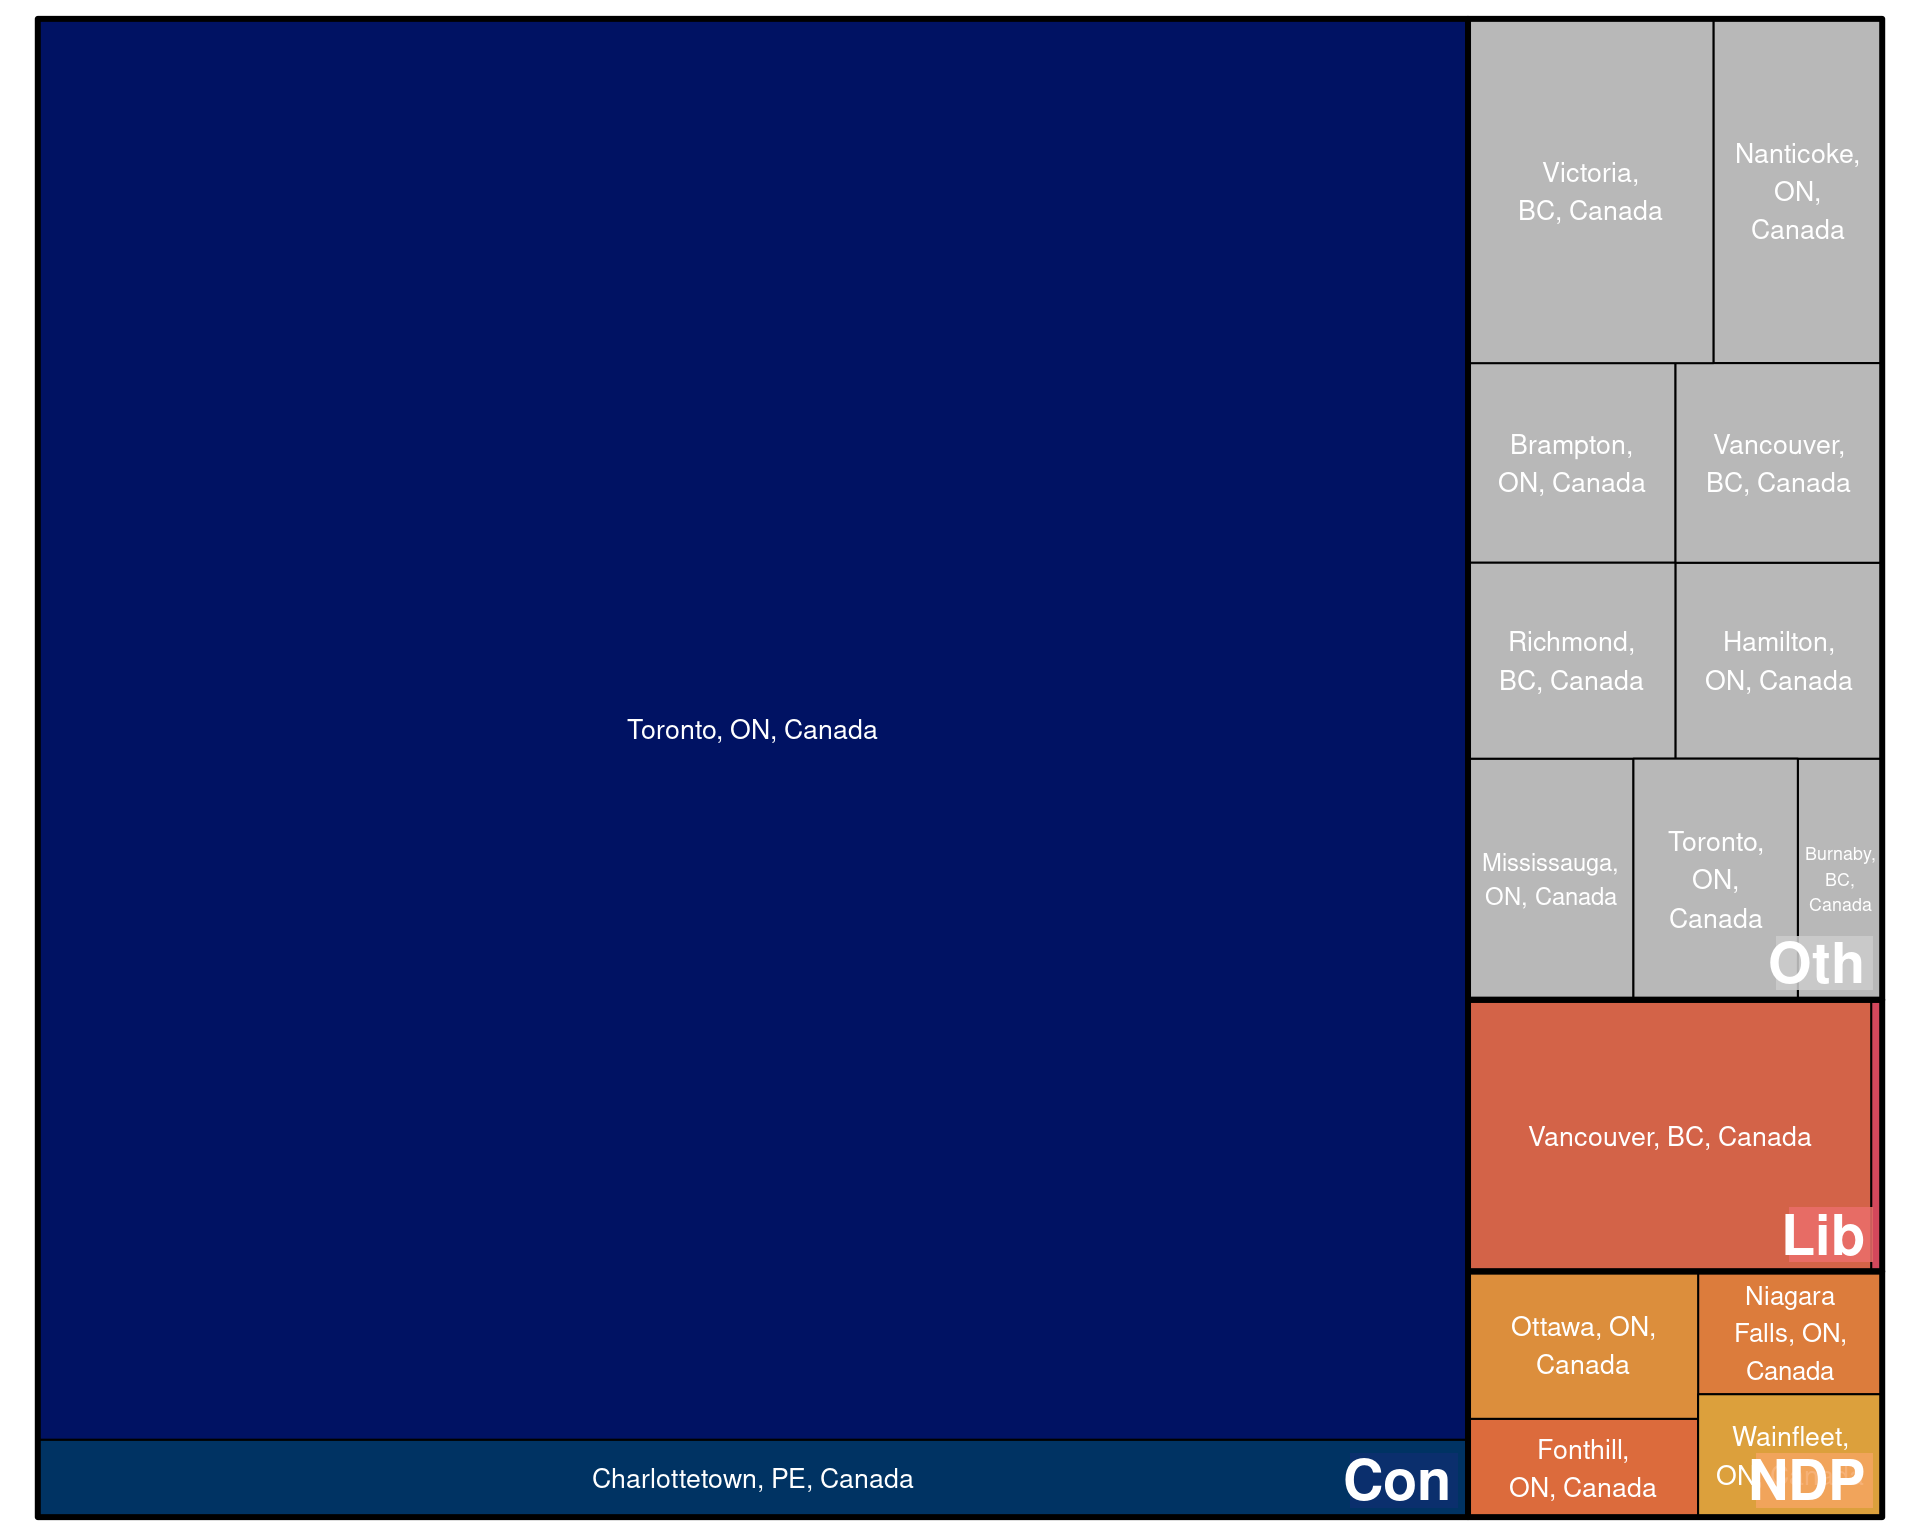 Toronto, ON, Canada
Charlottetown, PE, Canada
Con
Victoria,
BC, Canada
Nanticoke,
ON,
Canada
Brampton,
ON, Canada
Vancouver,
BC, Canada
Richmond,
BC, Canada
Hamilton,
ON, Canada
Mississauga,
ON, Canada
Toronto,
ON,
Canada
Burnaby,
BC,
Canada
Oth
Vancouver, BC, Canada
Lib
Ottawa, ON,
Canada
Niagara
Falls, ON,
Canada
Fonthill,
ON, Canada
Wainfleet,
ON
NDP